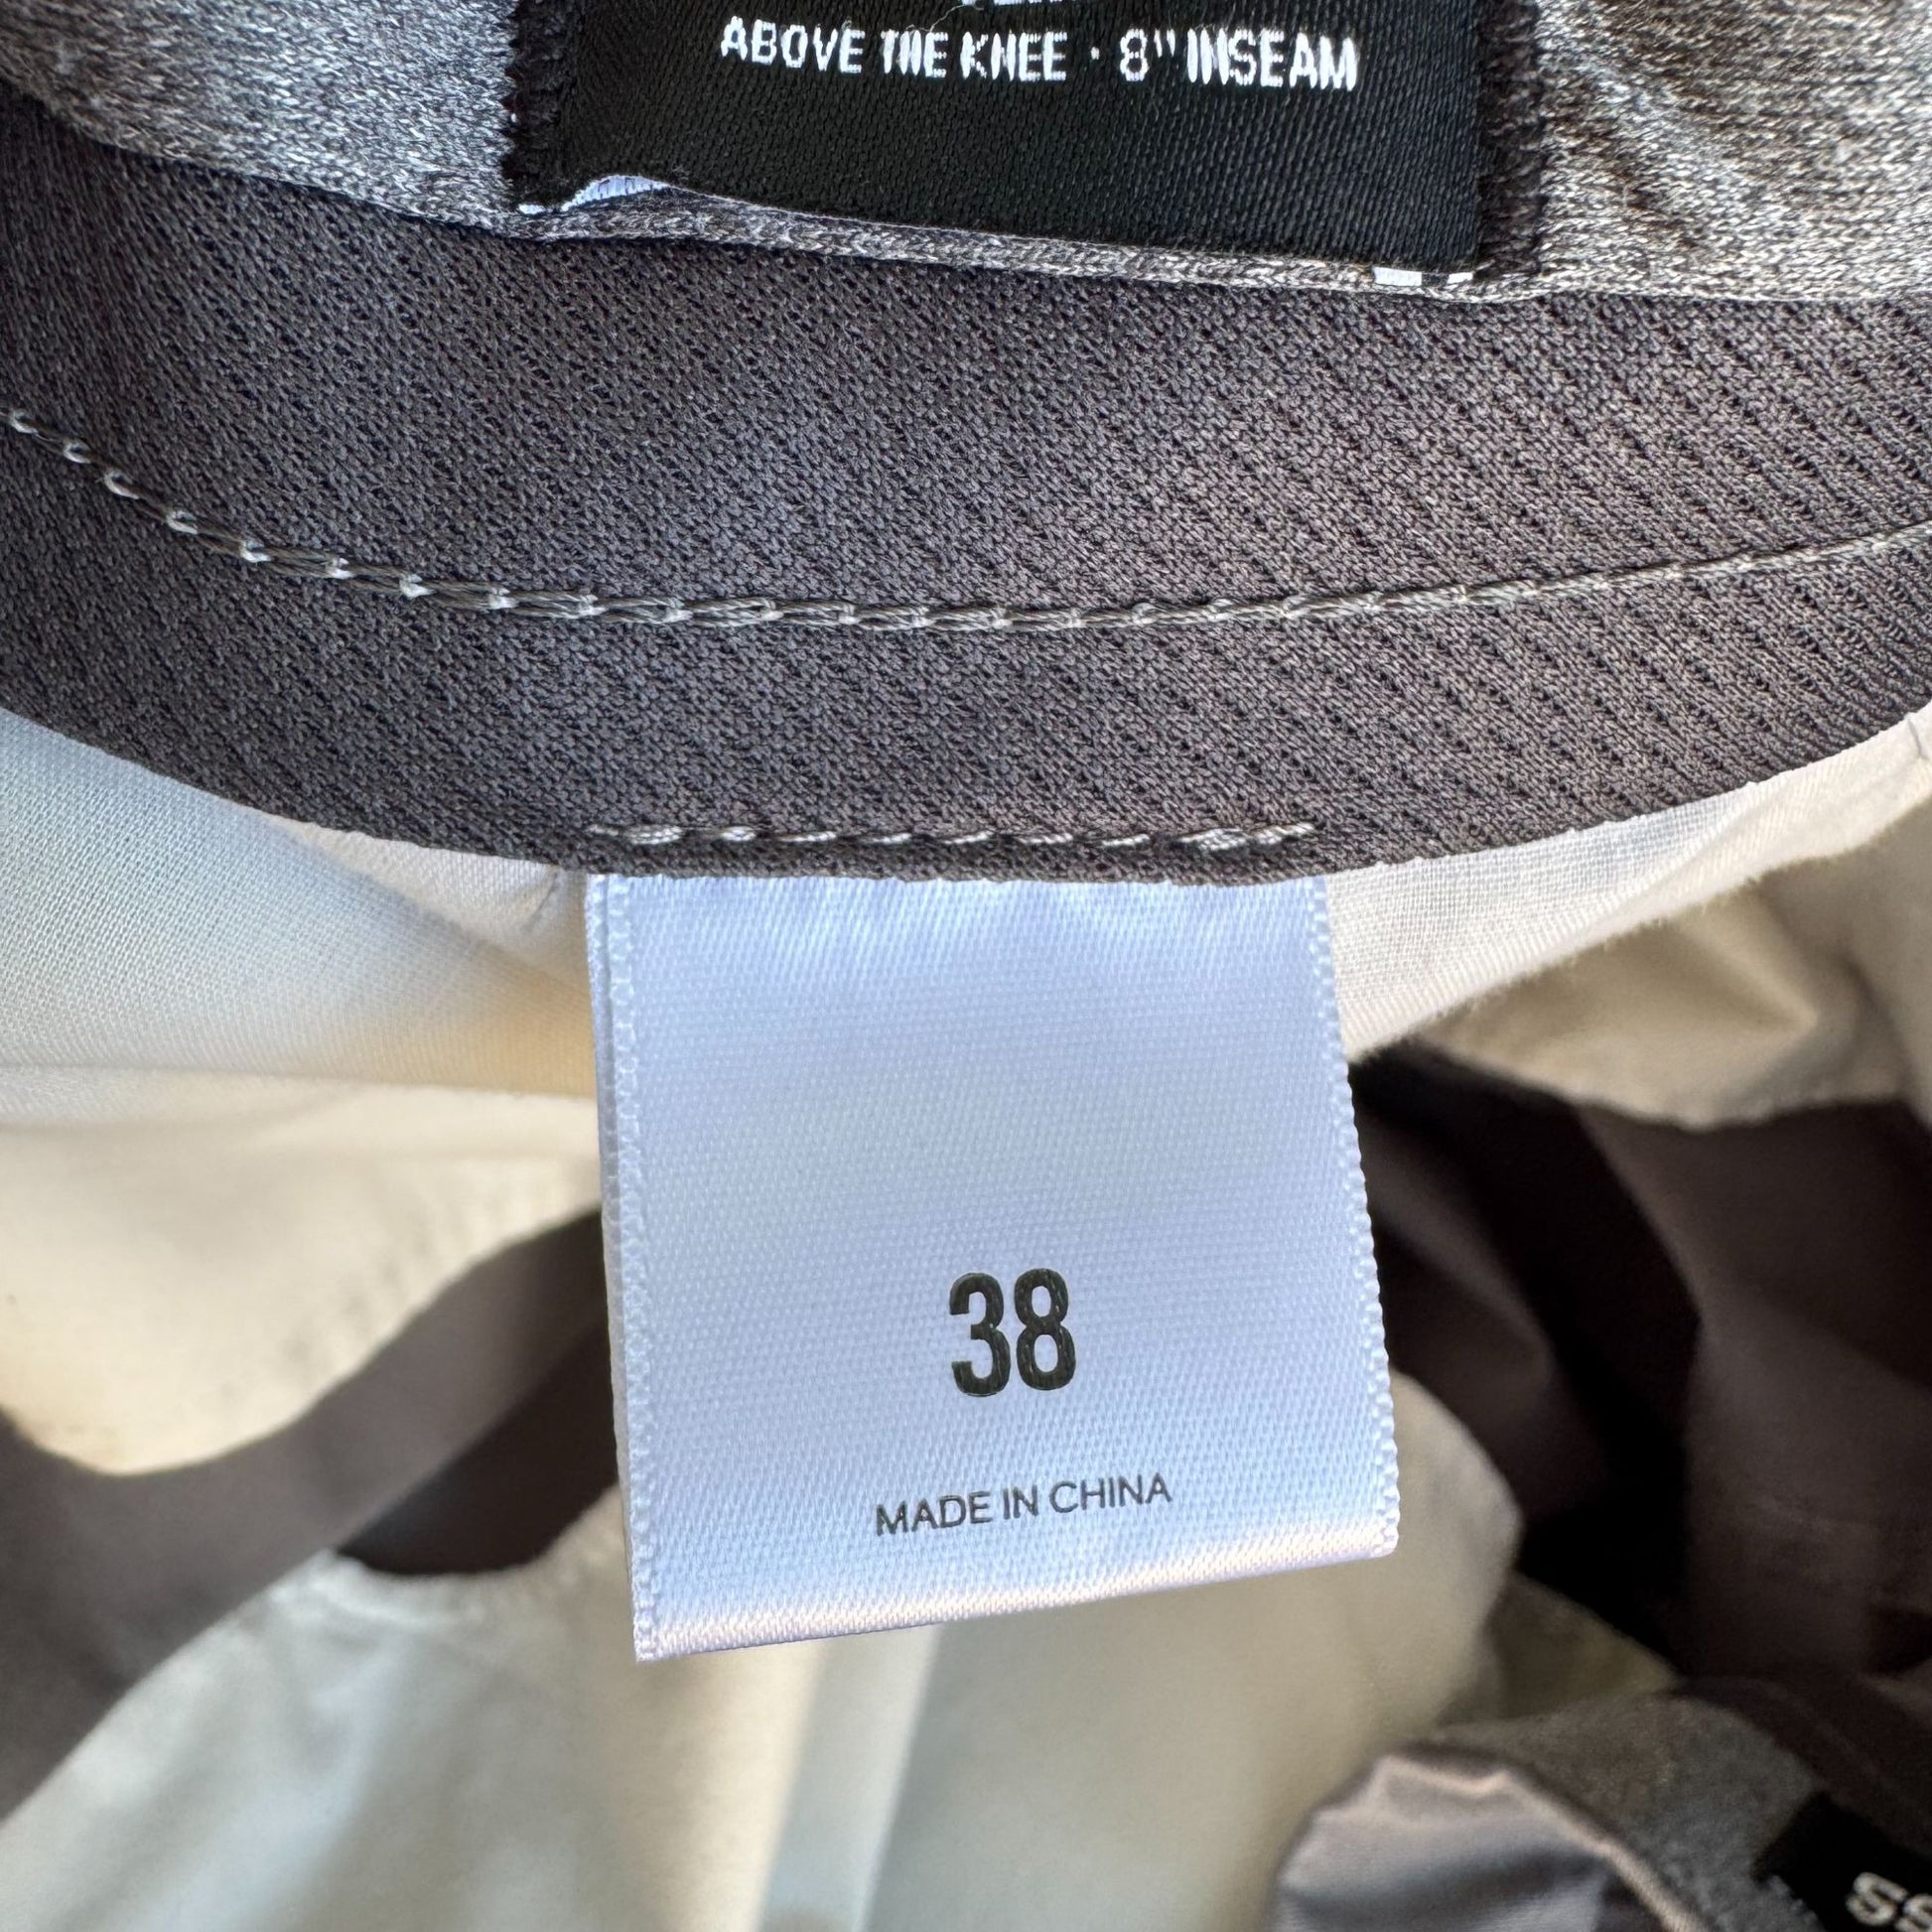 ABOVE THE KNEE · 8" INSEAM
38
MADE IN CHINA